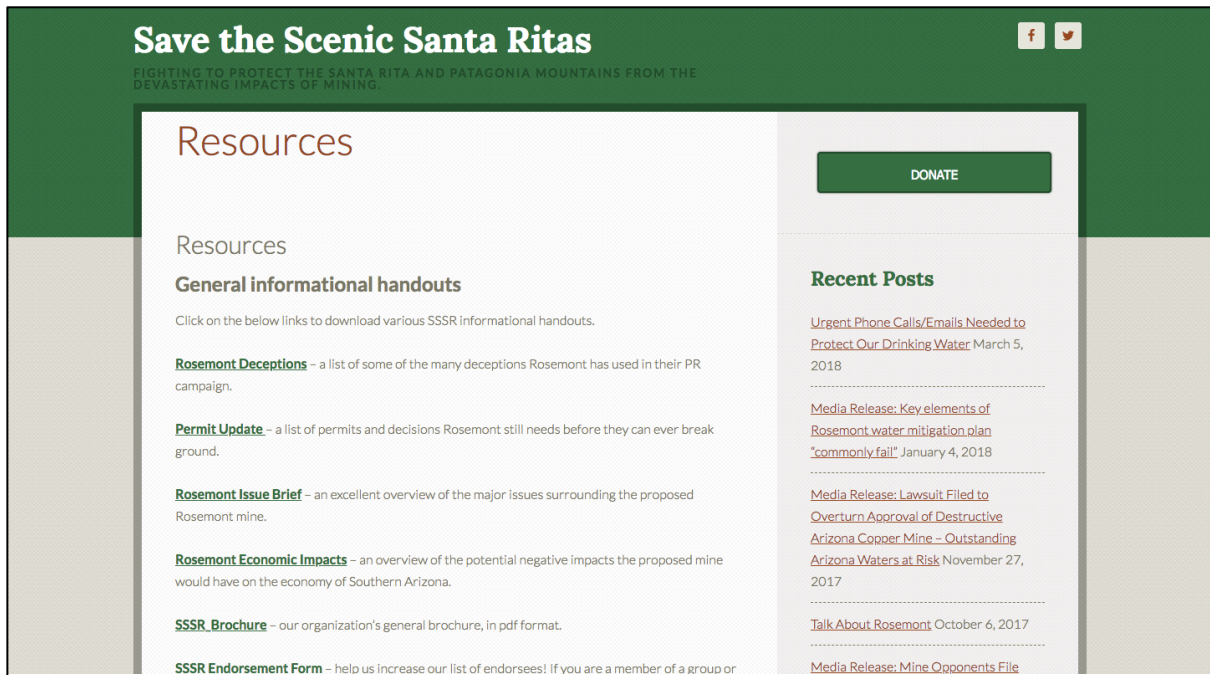 Save the Scenic Santa Ritas
FIGHTING TO PROTECT THE SANTA RITA AND PATAGONIA MOUNTAINS FROM THE
DEVASTATING IMPACTS OF MINING.
Resources
Resources
General informational handouts
Click on the below links to download various SSSR informational handouts.
Rosemont Deceptions – a list of some of the many deceptions Rosemont has used in their PR
campaign.
Permit Update – a list of permits and decisions Rosemont still needs before they can ever break
ground.
Rosemont Issue Brief – an excellent overview of the major issues surrounding the proposed
Rosemont mine.
Rosemont Economic Impacts – an overview of the potential negative impacts the proposed mine
would have on the economy of Southern Arizona.
SSSR_Brochure – our organization's general brochure, in pdf format.
SSSR Endorsement Form – help us increase our list of endorsees! If you are a member of a group or
DONATE
Recent Posts
Urgent Phone Calls/Emails Needed to
Protect Our Drinking Water March 5,
2018
Media Release: Key elements of
Rosemont water mitigation plan
“commonly fail” January 4, 2018
Media Release: Lawsuit Filed to
Overturn Approval of Destructive
Arizona Copper Mine – Outstanding
Arizona Waters at Risk November 27,
2017
Talk About Rosemont October 6, 2017
Media Release: Mine Opponents File